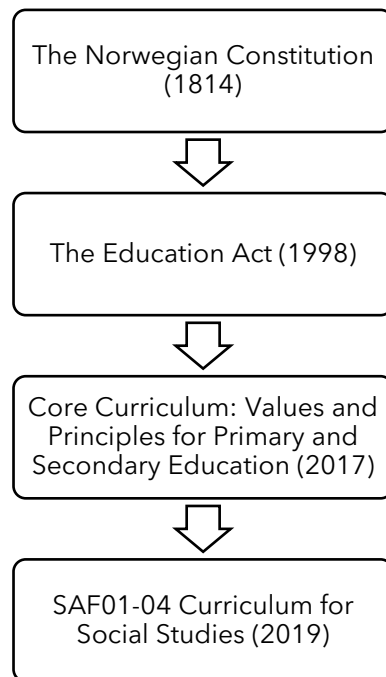 The Norwegian Constitution
(1814)
The Education Act (1998)
Core Curriculum: Values and
Principles for Primary and
Secondary Education (2017)
SAF01-04 Curriculum for
Social Studies (2019)